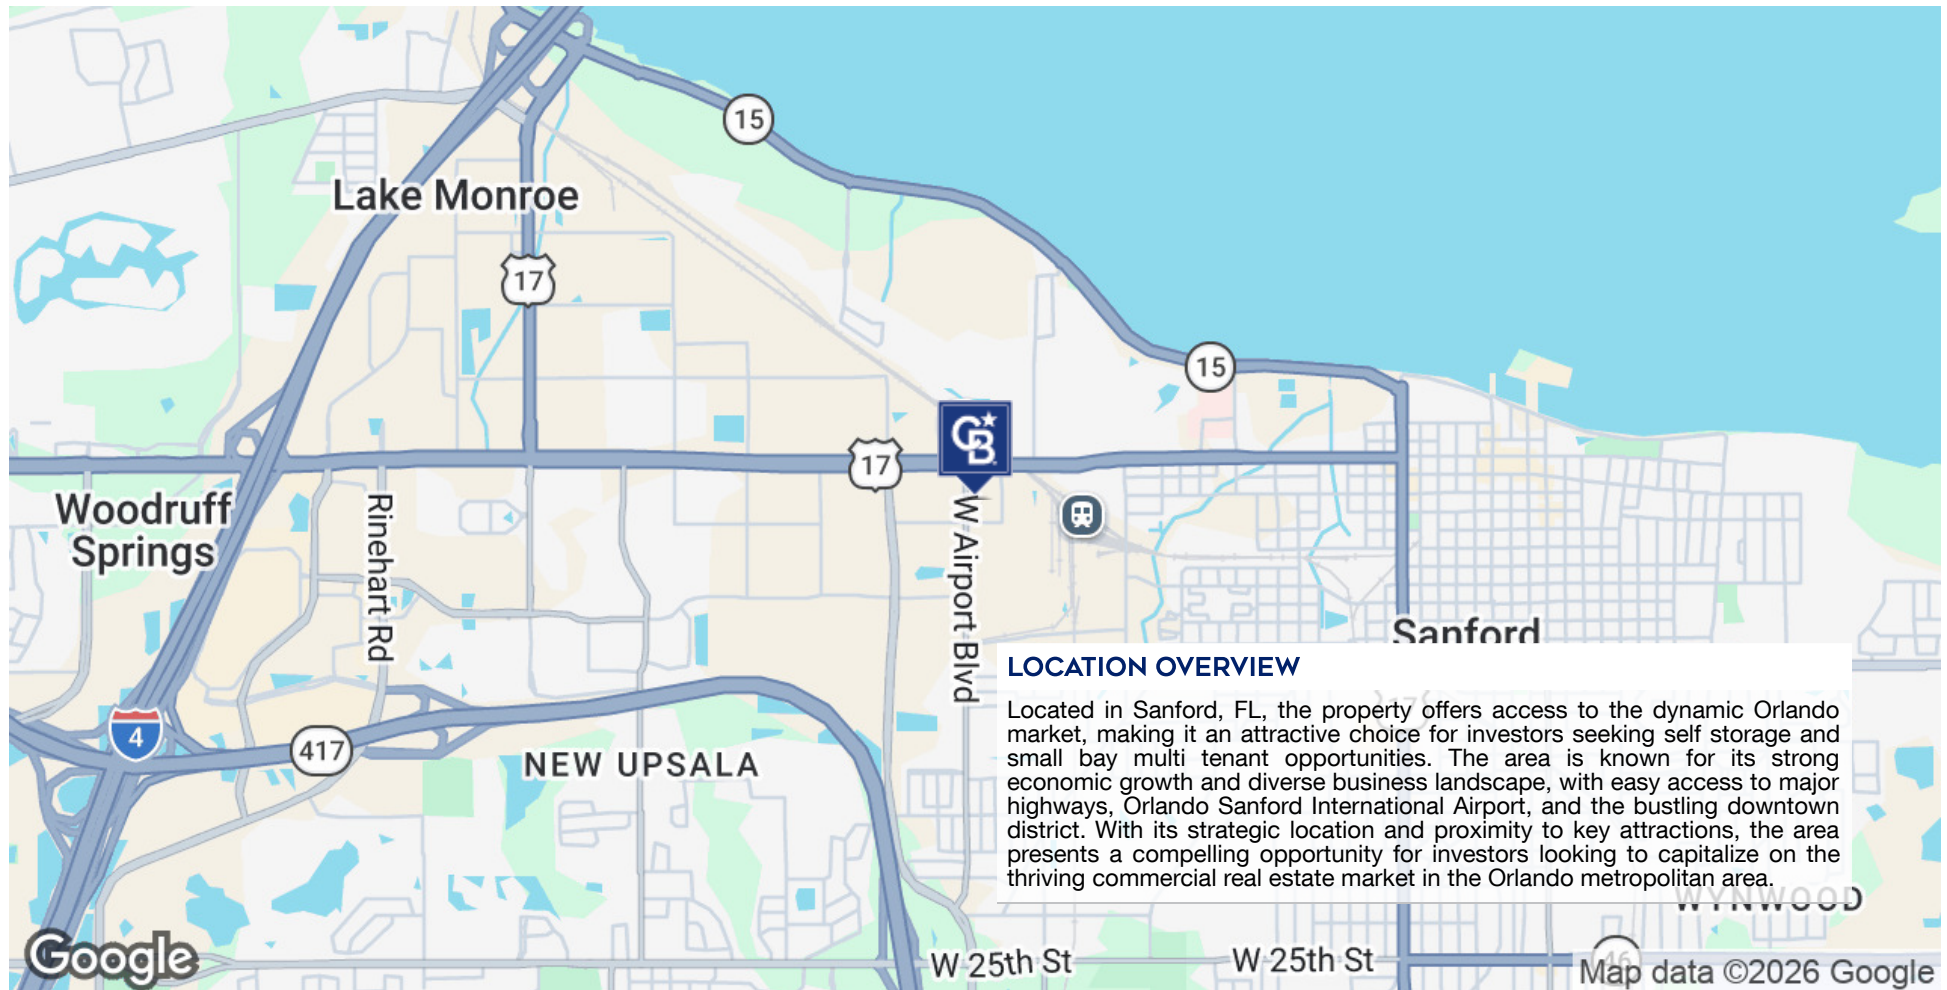 15
Lake Monroe
17
15
CB
17
Woodruff
Springs
Rinehart Rd
W Airport Blvd
Sanford
LOCATION OVERVIEW
Located in Sanford, FL, the property offers access to the dynamic Orlando
market, making it an attractive choice for investors seeking self storage and
small bay multi tenant opportunities. The area is known for its strong
economic growth and diverse business landscape, with easy access to major
highways, Orlando Sanford International Airport, and the bustling downtown
district. With its strategic location and proximity to key attractions, the area
presents a compelling opportunity for investors looking to capitalize on the
thriving commercial real estate market in the Orlando metropolitan area.
17
4
417
NEW UPSALA
WYNWOOD
Google
W 25th St
W 25th St
46
Map data ©2026 Google